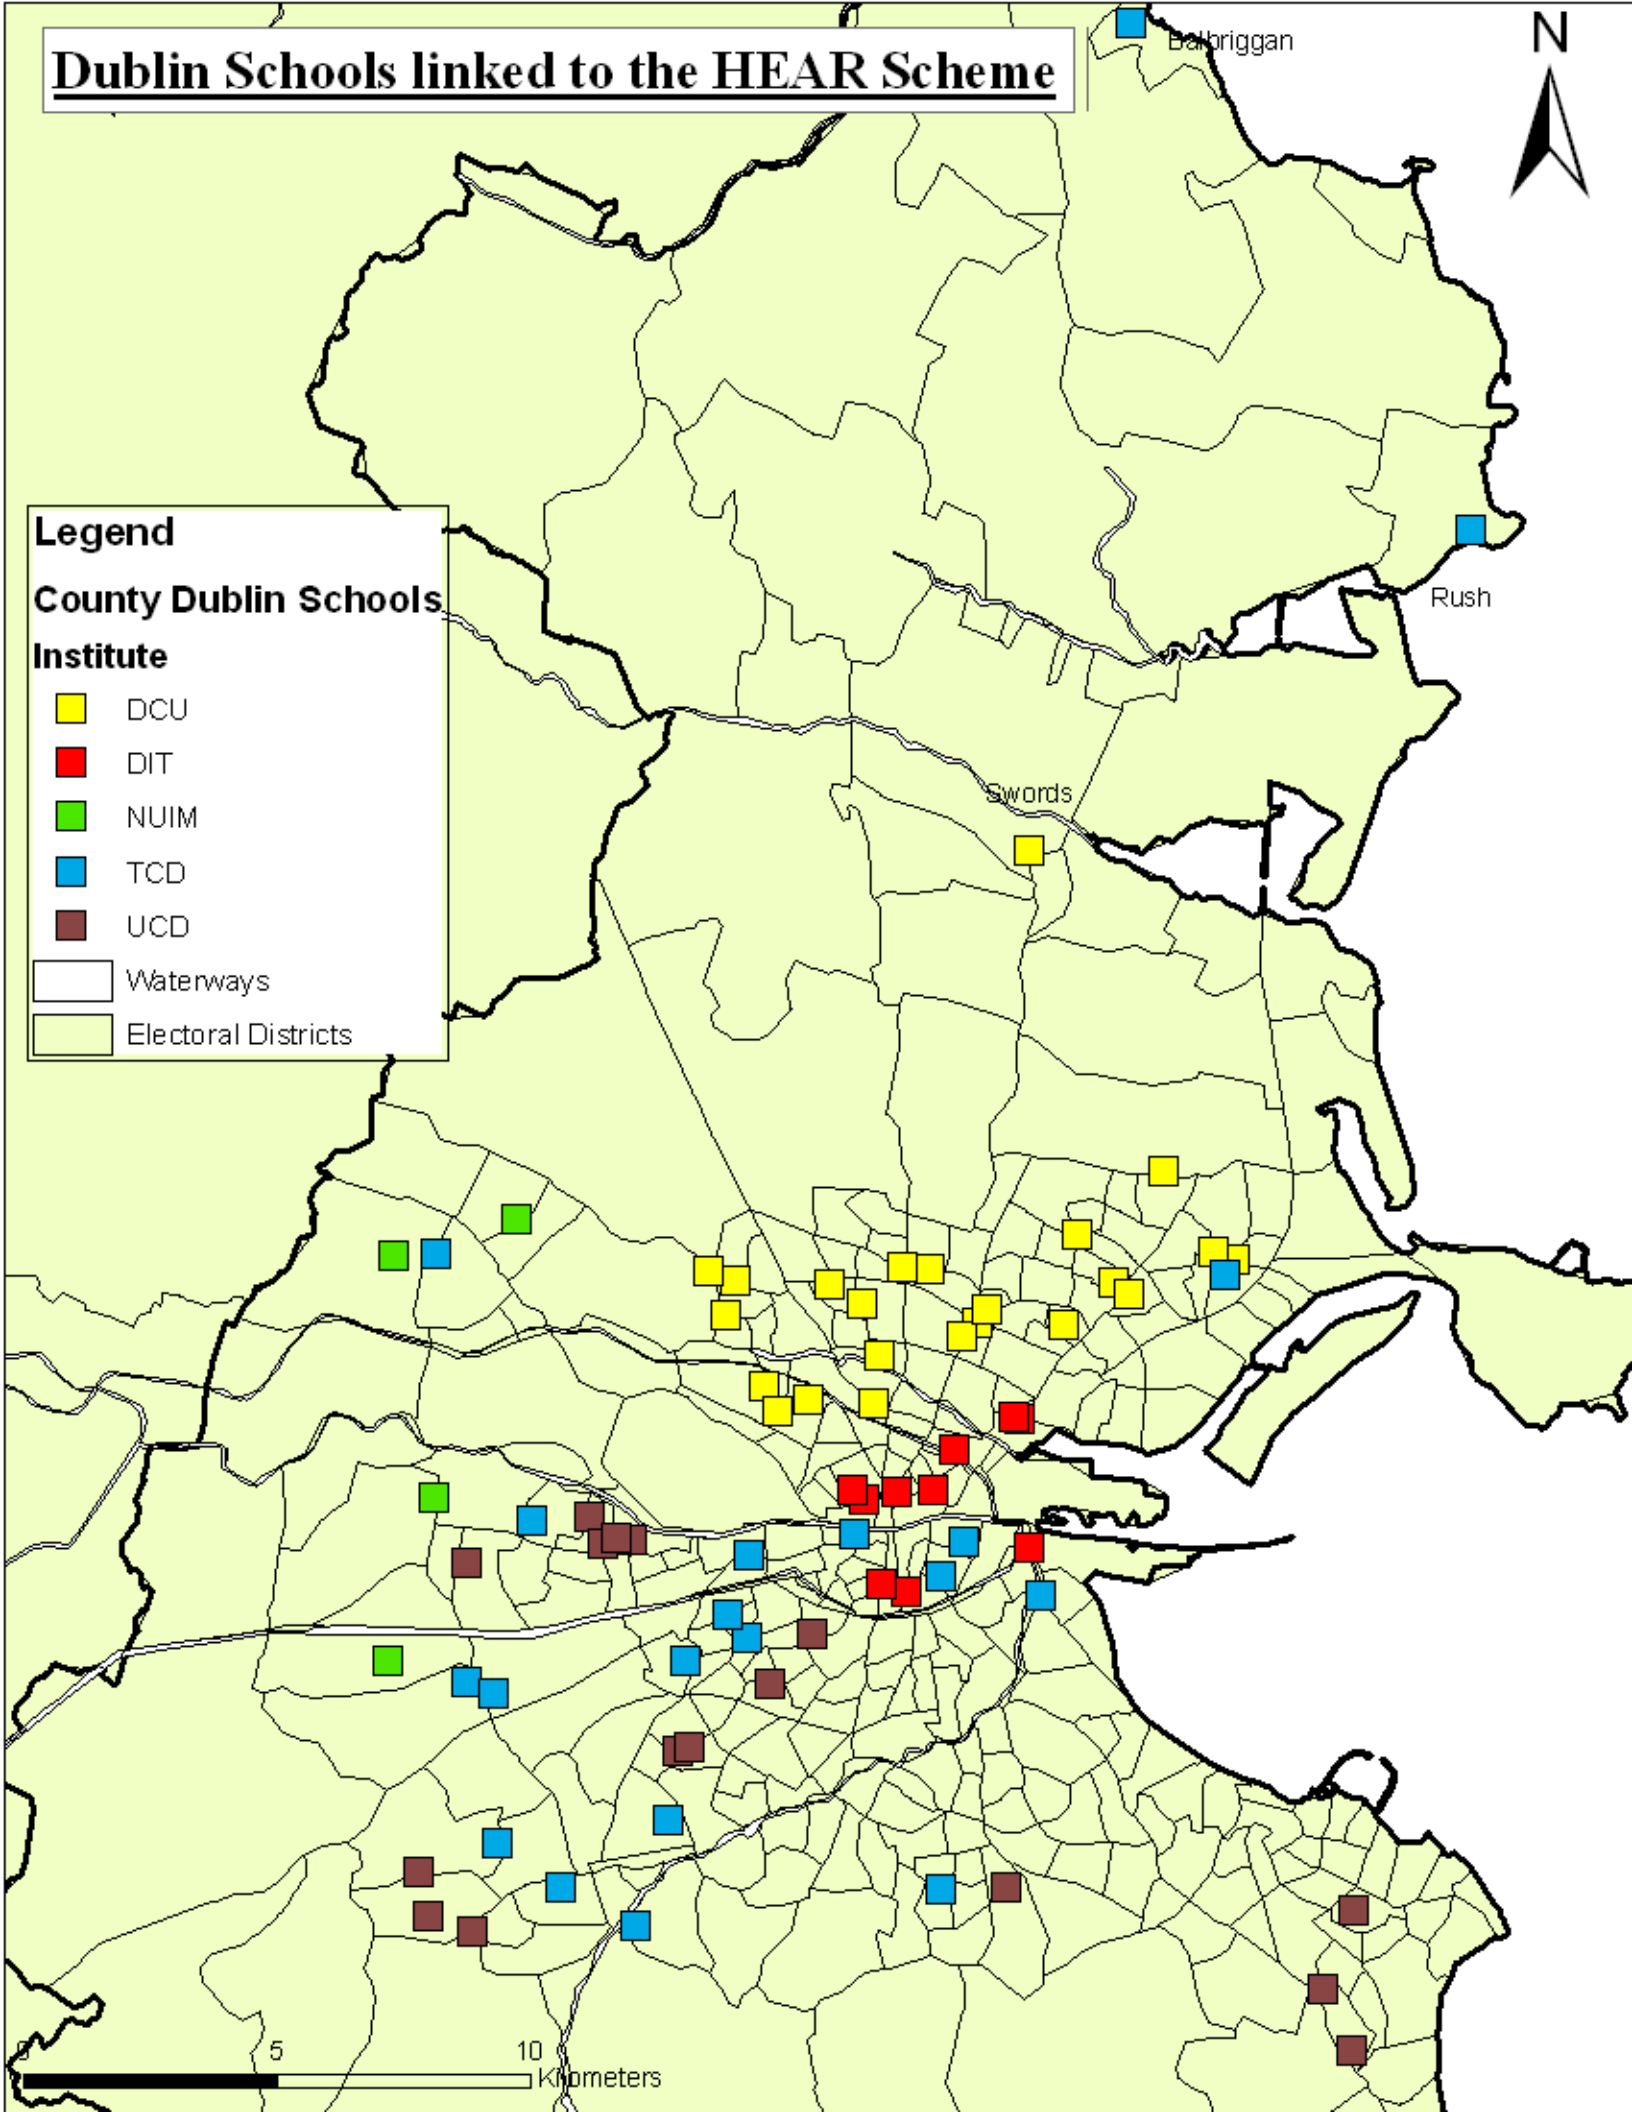 Dublin Schools linked to the HEAR Scheme
Balbriggan
N
Legend
County Dublin Schools
Institute
DCU
DIT
NUIM
TCD
UCD
Waterways
Electoral Districts
Rush
Swords
0 5 10
Kilometers